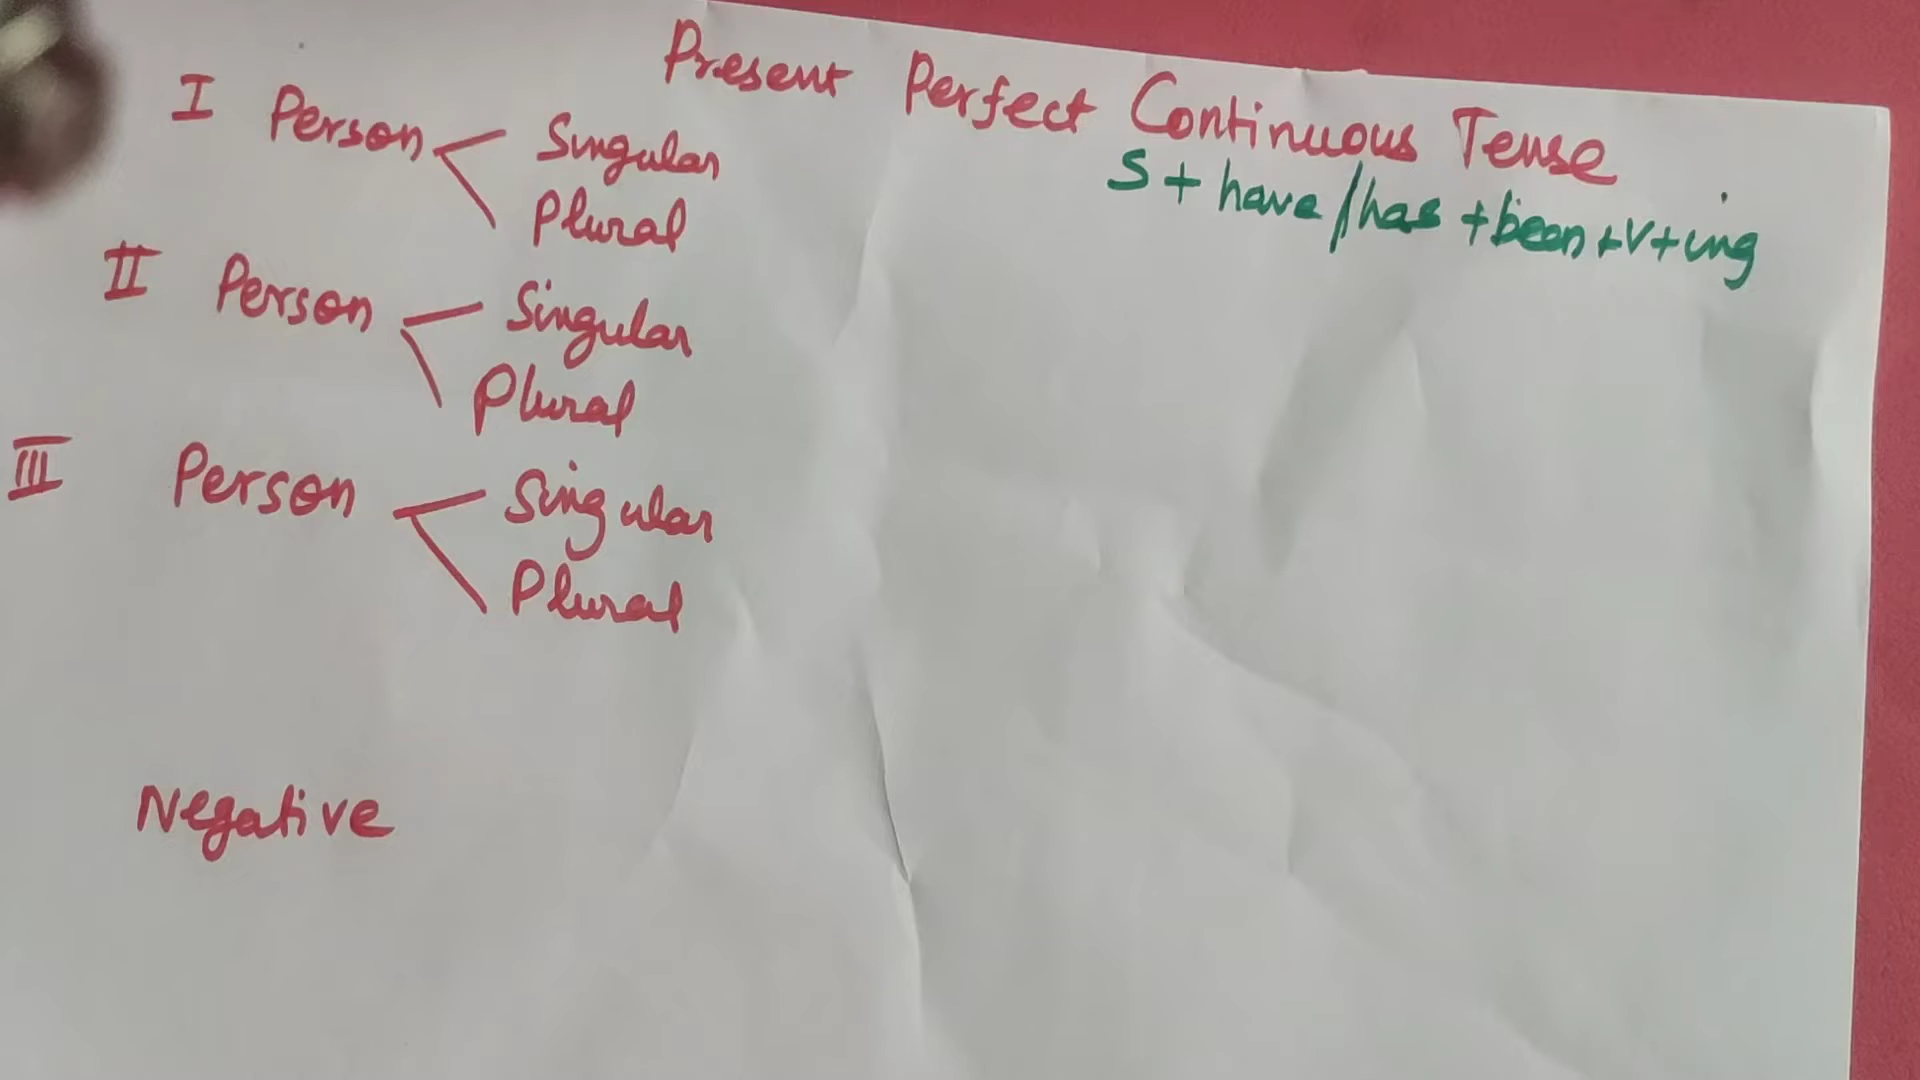 Present Perfect Continuous Tense
S + have/has + been + V + ing
I Person Singular
Plural
II Person Singular
Plural
III Person Singular
Plural
Negative